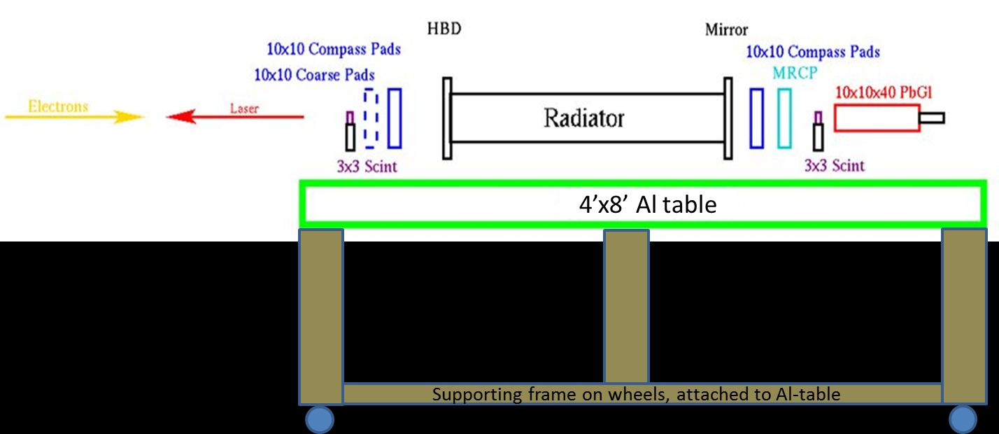 HBD
Mirror
10x10 Compass Pads
10x10 Compass Pads
10x10 Coarse Pads
MRCP
10x10x40 PbGl
Electrons
Laser
Radiator
3x3 Scint
3x3 Scint
4’x8’ Al table
Supporting frame on wheels, attached to Al-table